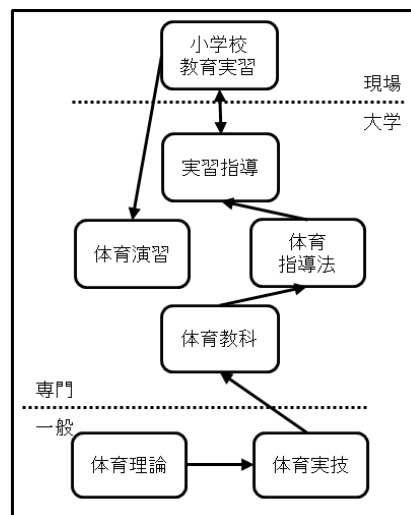 小学校
教育実習
現場
大学
実習指導
体育演習
体育
指導法
体育教科
専門
一般
体育理論
体育実技